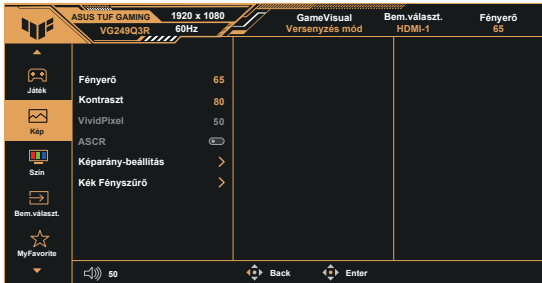 ASUS TUF GAMING 1920 x 1080 GameVisual Bem.választ. Fényerő
VG249Q3R 60Hz Versenyzés mód HDMI-1 65
Játék
Kép
Szín
Bem.választ.
MyFavorite
Fényerő 65
Kontraszt 80
VividPixel 50
ASCR
Képarány-beállítás
Kék Fényszűrő
50 Back Enter